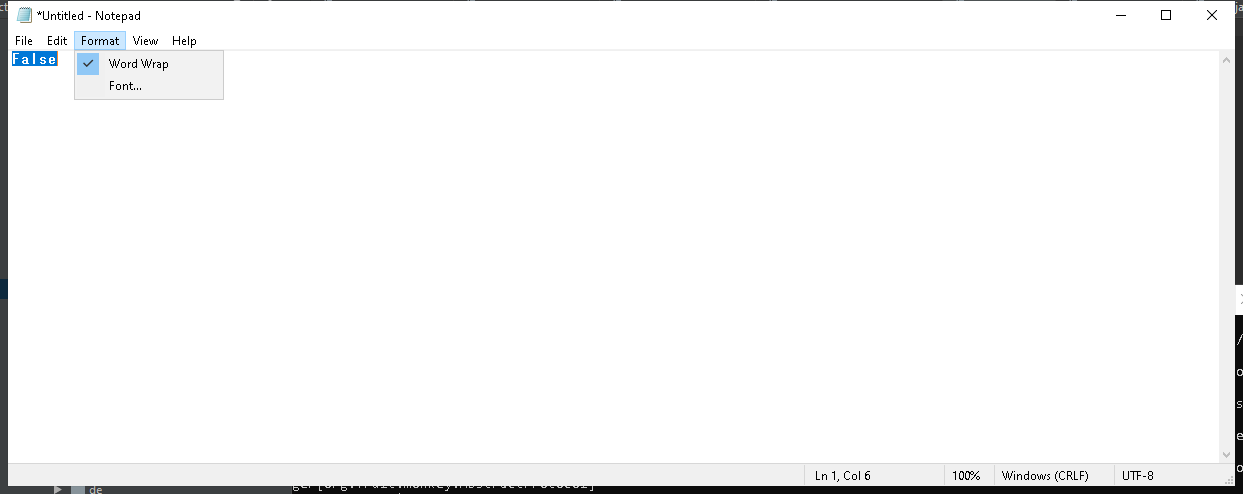 *Untitled - Notepad
File Edit Format View Help
False
Word Wrap
Font...
Ln 1, Col 6 100% Windows (CRLF) UTF-8
de